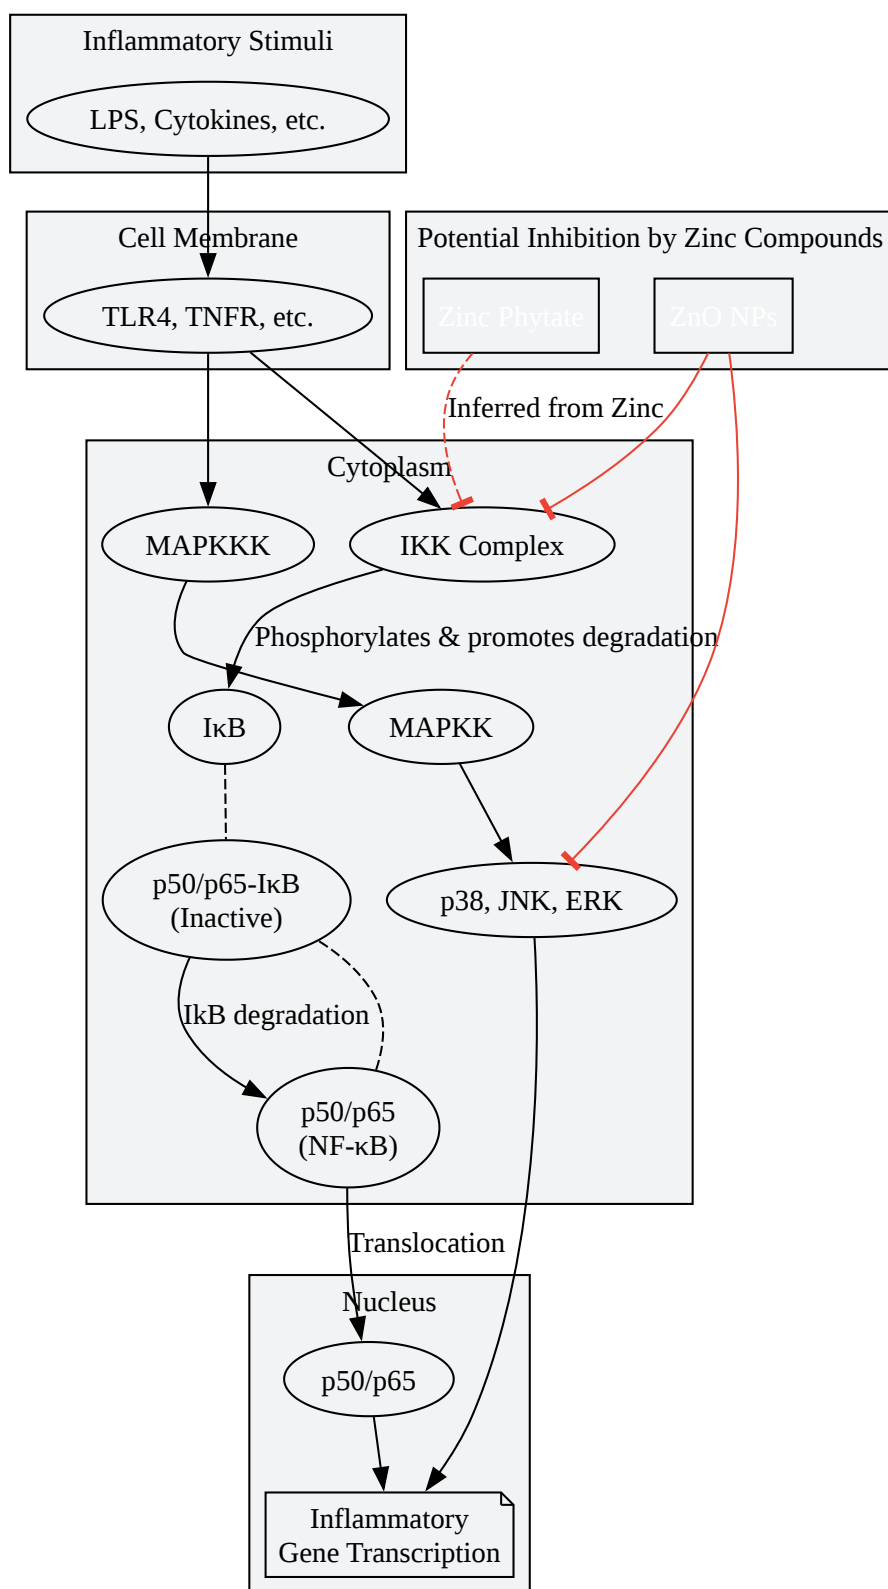 Inflammatory Stimuli
LPS, Cytokines, etc.
Cell Membrane
Potential Inhibition by Zinc Compounds
TLR4, TNFR, etc.
Zinc Phytate
ZnO NPs
Inferred from Zinc
Cytoplasm
MAPKKK
IKK Complex
Phosphorylates & promotes degradation
IκB
MAPKK
p50/p65-IκB
(Inactive)
p38, JNK, ERK
IkB degradation
p50/p65
(NF-κB)
Translocation
Nucleus
p50/p65
Inflammatory
Gene Transcription